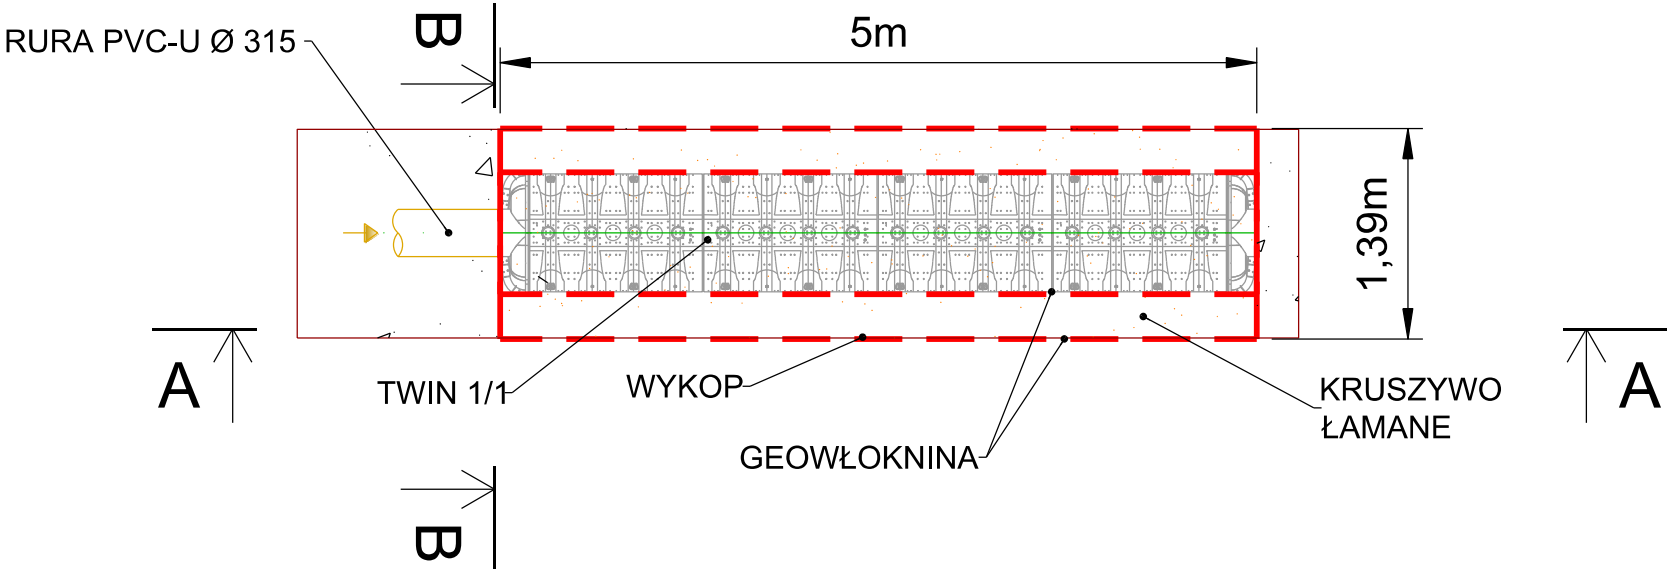 RURA PVC-U Ø 315
B
5m
1,39m
A
TWIN 1/1
WYKOP
GEOWŁOKNINA
KRUSZYWO
ŁAMANE
A
B